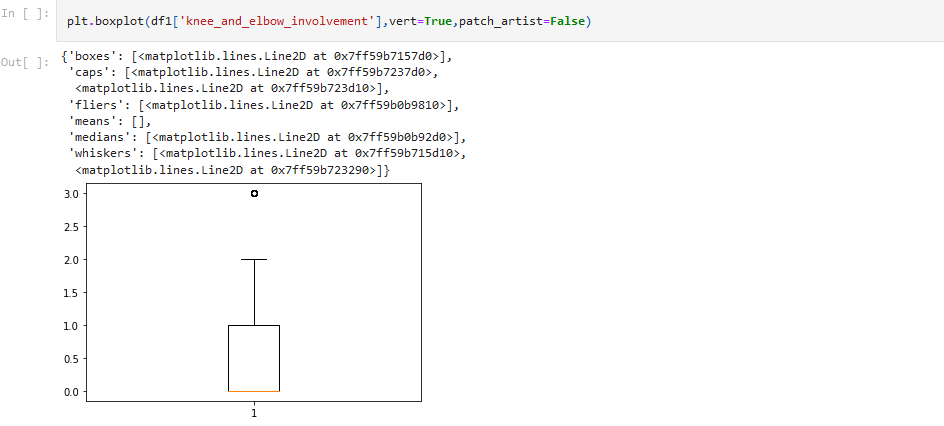 In [ ]:
plt.boxplot(df1['knee_and_elbow_involvement'],vert=True,patch_artist=False)
Out[ ]:
{'boxes': [<matplotlib.lines.Line2D at 0x7ff59b7157d0>],
'caps': [<matplotlib.lines.Line2D at 0x7ff59b7237d0>,
<matplotlib.lines.Line2D at 0x7ff59b723d10>],
'fliers': [<matplotlib.lines.Line2D at 0x7ff59b0b9810>],
'means': [],
'medians': [<matplotlib.lines.Line2D at 0x7ff59b0b92d0>],
'whiskers': [<matplotlib.lines.Line2D at 0x7ff59b715d10>,
<matplotlib.lines.Line2D at 0x7ff59b723290>]}
3.0
2.5
2.0
1.5
1.0
0.5
0.0
1